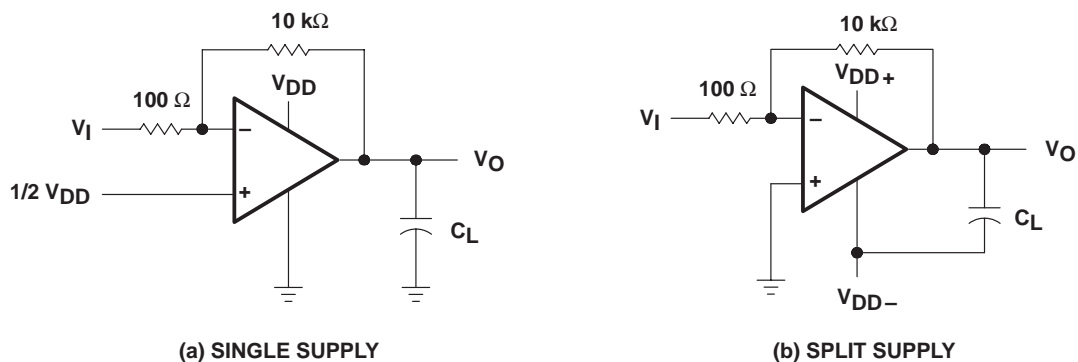 10 kΩ
VDD
100 Ω
VI
−
+
1/2 VDD
VO
CL
(a) SINGLE SUPPLY
10 kΩ
VDD+
100 Ω
VI
−
+
VO
CL
VDD−
(b) SPLIT SUPPLY